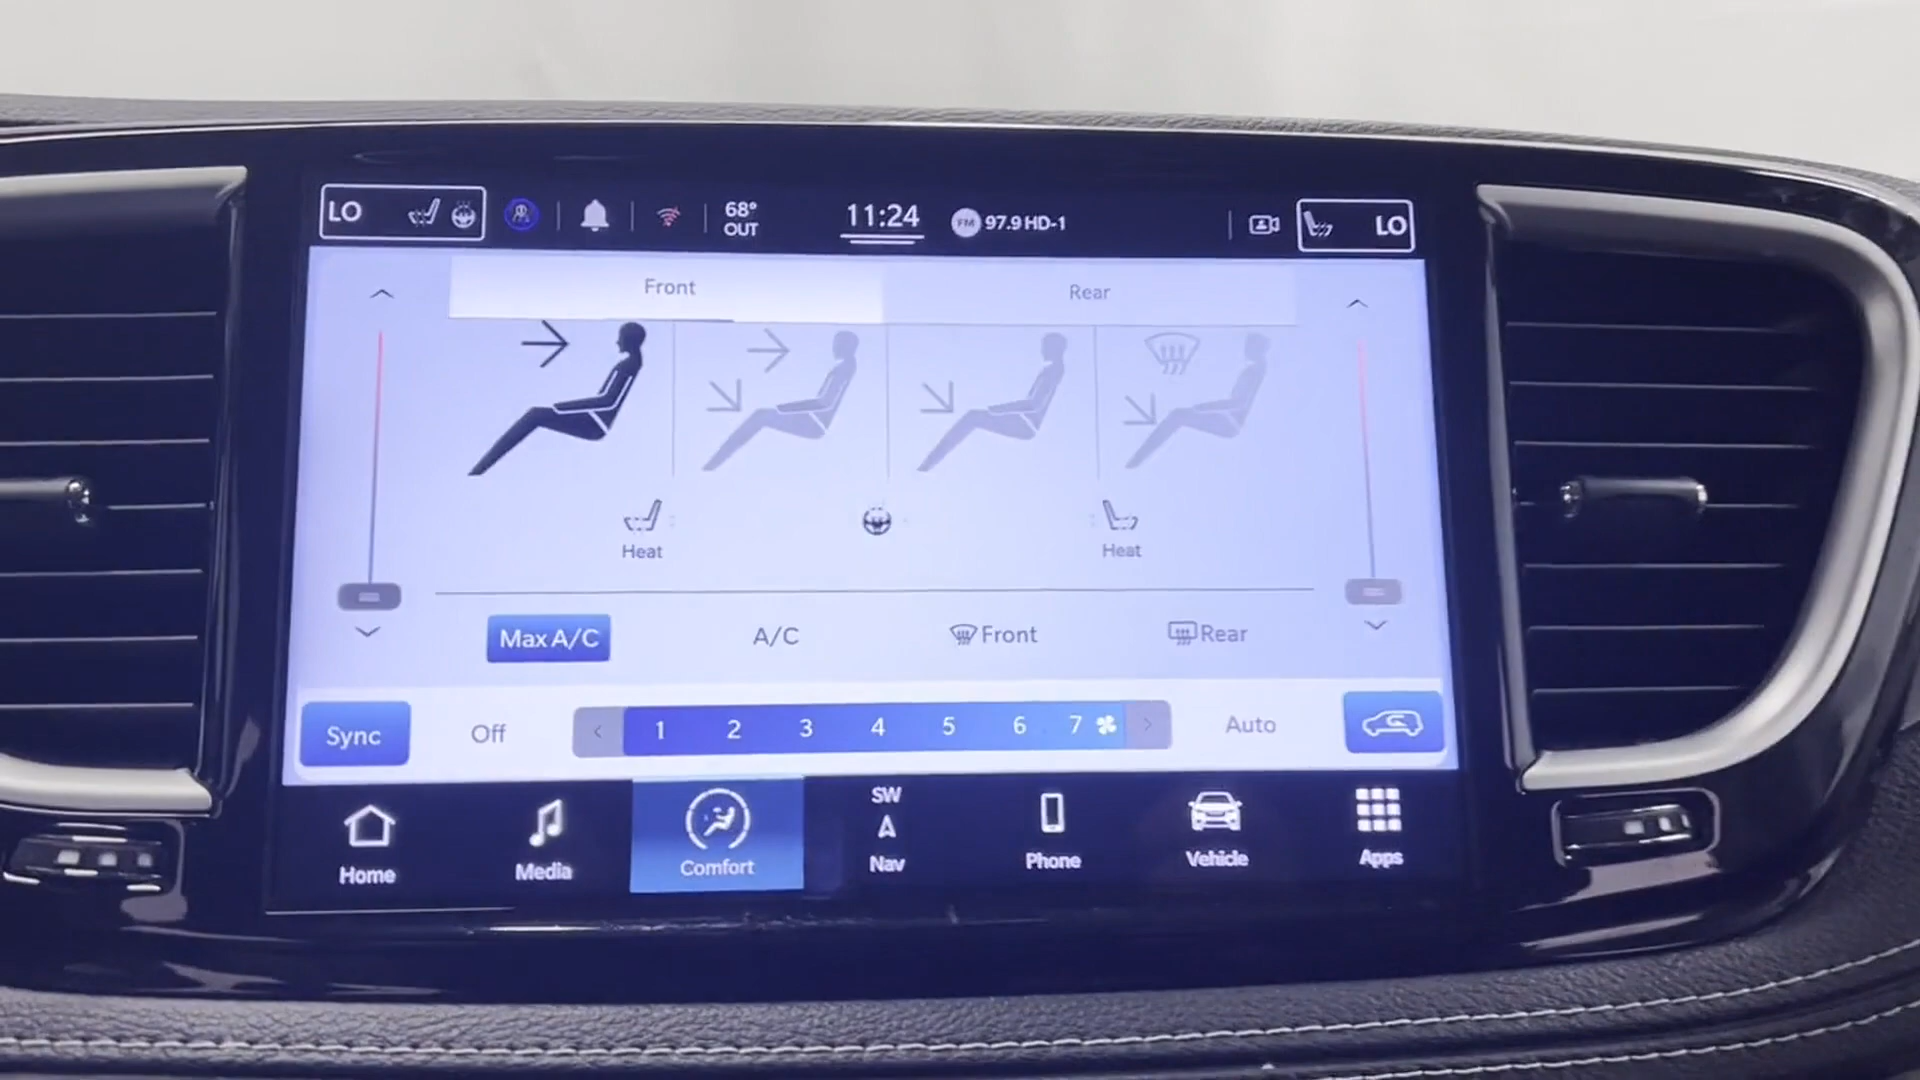 LO
68°
OUT
11:24
FM 97.9 HD-1
LO
Front
Rear
Heat
Heat
Max A/C
A/C
Front
Rear
Sync
Off
1 2 3 4 5 6 7
Auto
Home
Media
Comfort
SW
Nav
Phone
Vehicle
Apps